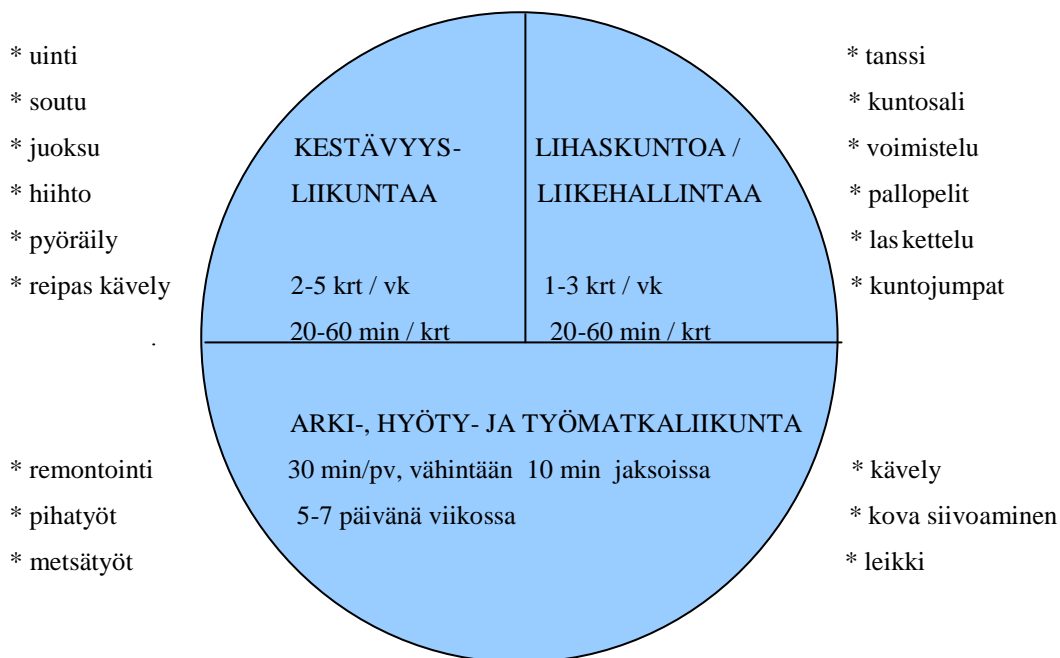 * uinti
* soutu
* juoksu
* hiihto
* pyöräily
* reipas kävely
.
KESTÄVYYS-
LIIKUNTAA
2-5 krt / vk
20-60 min / krt
LIHASKUNTOA /
LIIKEHALLINTAA
1-3 krt / vk
20-60 min / krt
* tanssi
* kuntosali
* voimistelu
* pallopelit
* laskettelu
* kuntojumpat
ARKI-, HYÖTY- JA TYÖMATKALIIKUNTA
30 min/pv, vähintään 10 min jaksoissa
5-7 päivänä viikossa
* remontointi
* pihatyöt
* metsätyöt
* kävely
* kova siivoaminen
* leikki